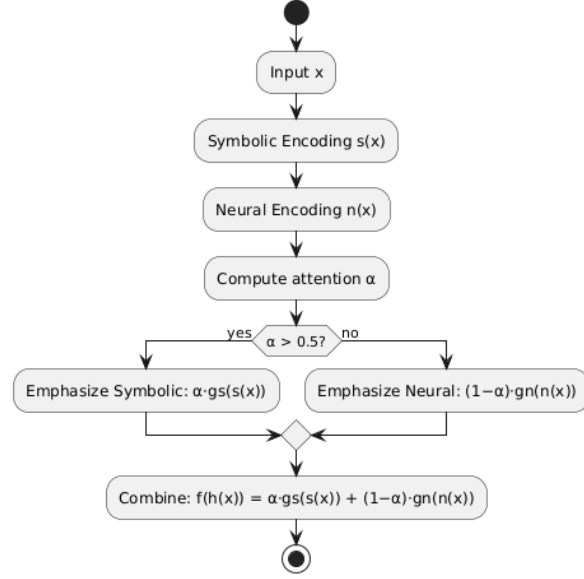 Input x
Symbolic Encoding s(x)
Neural Encoding n(x)
Compute attention α
yes
α > 0.5?
no
Emphasize Symbolic: α·gs(s(x))
Emphasize Neural: (1−α)·gn(n(x))
Combine: f(h(x)) = α·gs(s(x)) + (1−α)·gn(n(x))